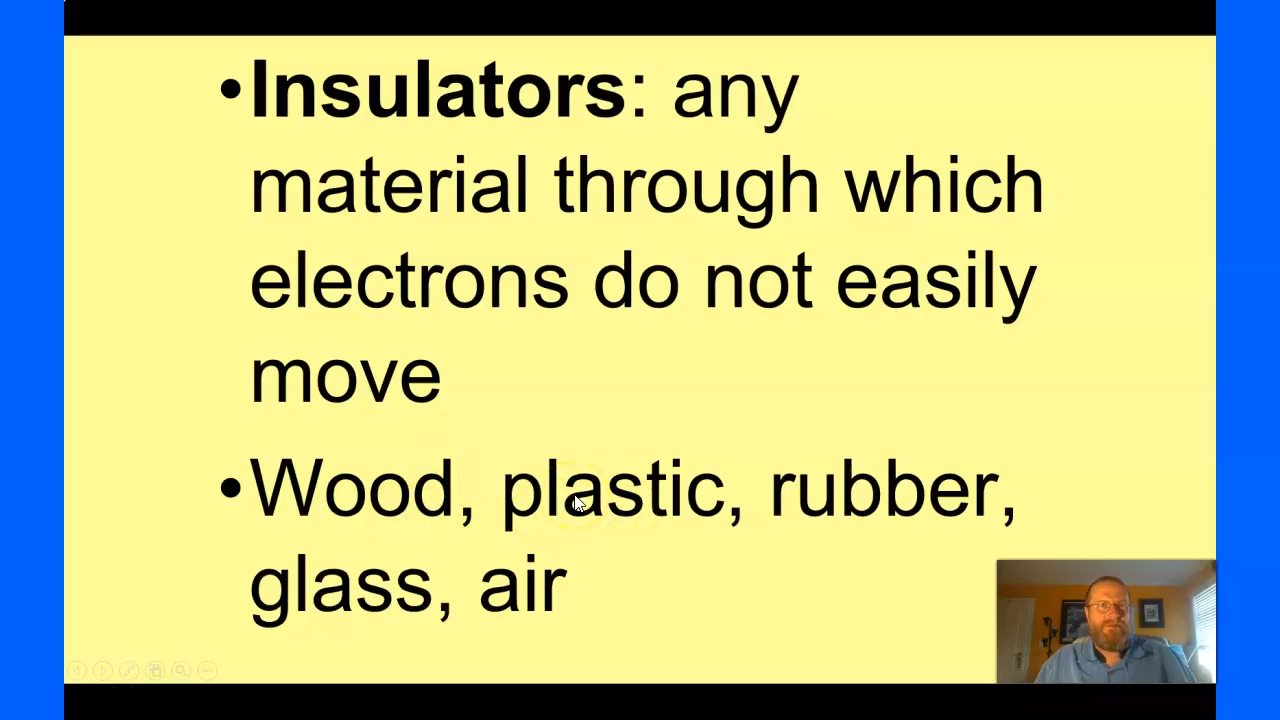 •Insulators: any
material through which
electrons do not easily
move
•Wood, plastic, rubber,
glass, air